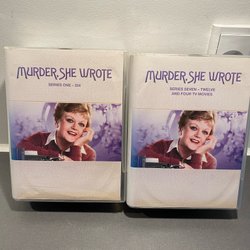 MURDER, SHE WROTE
SERIES ONE - SIX
MURDER, SHE WROTE
SERIES SEVEN - TWELVE
AND FOUR TV MOVIES